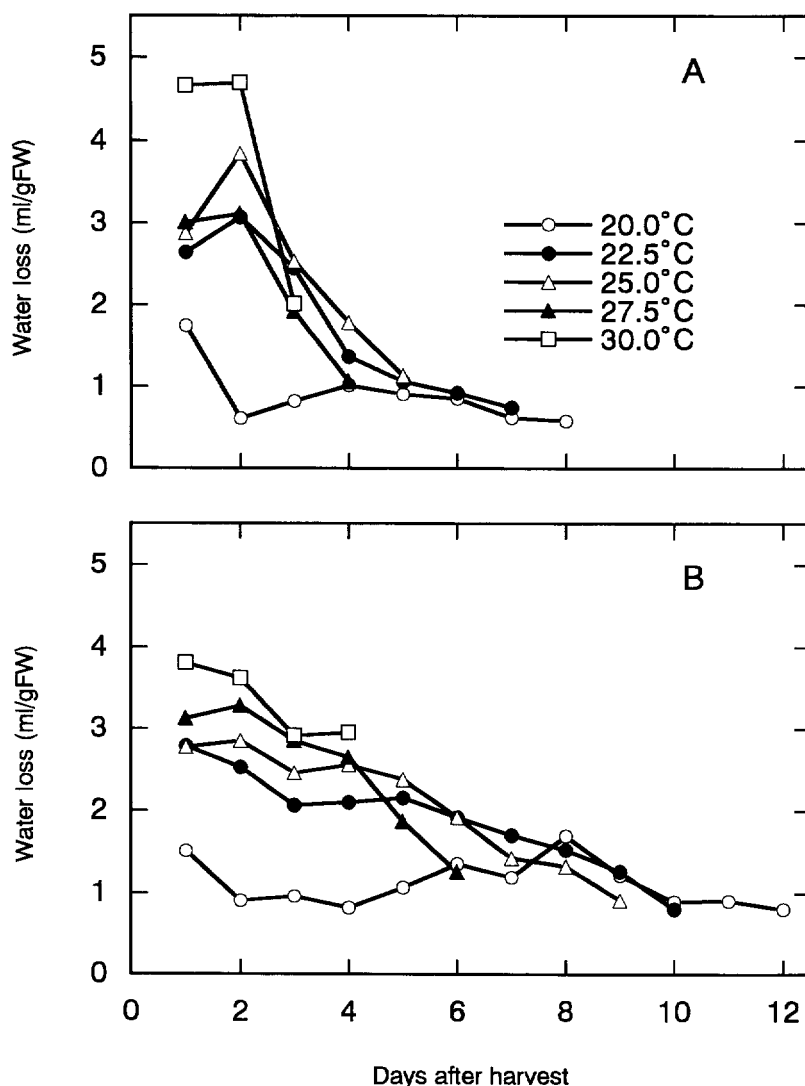 A
5
4
3
2
1
0
Water loss (ml/gFW)
20.0°C
22.5°C
25.0°C
27.5°C
30.0°C
B
5
4
3
2
1
0
Water loss (ml/gFW)
0 2 4 6 8 10 12
Days after harvest